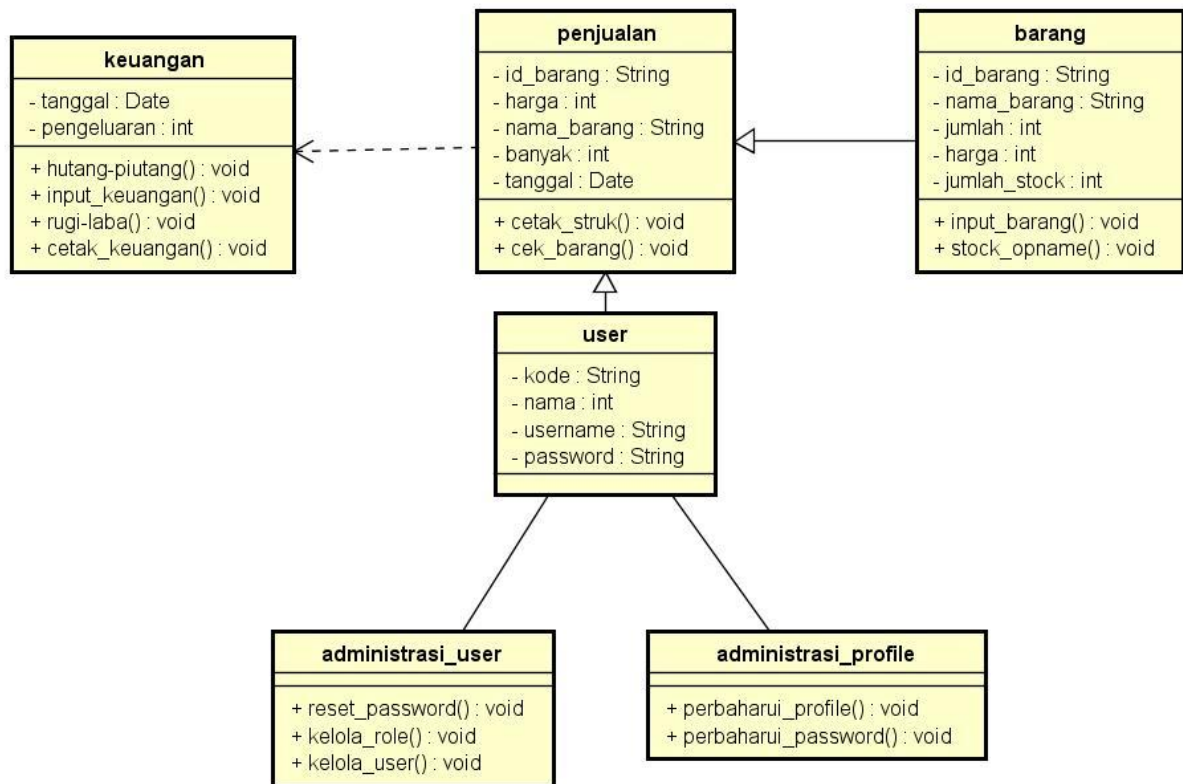 keuangan
- tanggal : Date
- pengeluaran : int
+ hutang-piutang() : void
+ input_keuangan() : void
+ rugi-laba() : void
+ cetak_keuangan() : void
penjualan
- id_barang : String
- harga : int
- nama_barang : String
- banyak : int
- tanggal : Date
+ cetak_struk() : void
+ cek_barang() : void
barang
- id_barang : String
- nama_barang : String
- jumlah : int
- harga : int
- jumlah_stock : int
+ input_barang() : void
+ stock_opname() : void
user
- kode : String
- nama : int
- username : String
- password : String
administrasi_user
+ reset_password() : void
+ kelola_role() : void
+ kelola_user() : void
administrasi_profile
+ perbaharui_profile() : void
+ perbaharui_password() : void